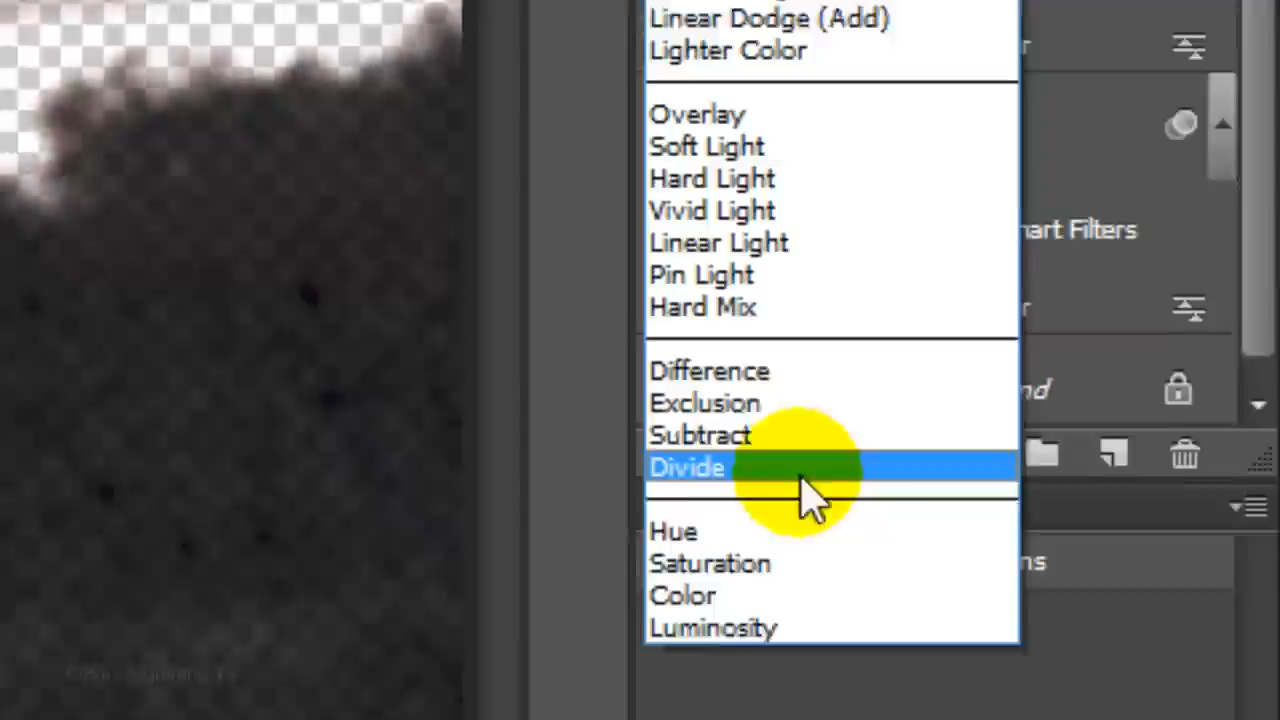 Linear Dodge (Add)
Lighter Color
Overlay
Soft Light
Hard Light
Vivid Light
Linear Light
Pin Light
Hard Mix
Filters
Difference
Exclusion
Subtract
Divide
Hue
Saturation
Color
Luminosity